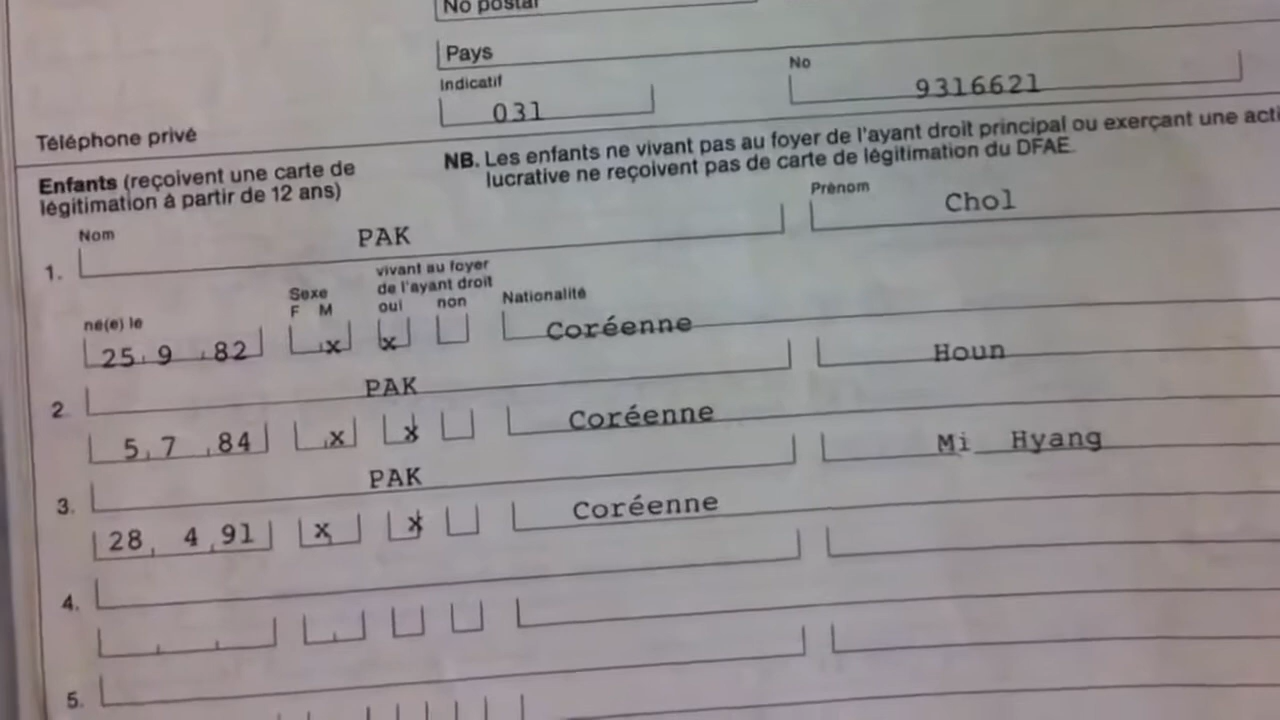 No postal
Pays
Indicatif No
Téléphone privé 031 9316621
Enfants (reçoivent une carte de
légitimation à partir de 12 ans)
NB. Les enfants ne vivant pas au foyer de l'ayant droit principal ou exerçant une acti
lucrative ne reçoivent pas de carte de légitimation du DFAE.
Nom Prénom
1. PAK Chol
né(e) le Sexe F M vivant au foyer de l'ayant droit oui non Nationalité
25.9.82 x x Coréenne
2. PAK Houn
5.7.84 x x Coréenne
3. PAK Mi Hyang
28.4.91 x x Coréenne
4.
5.